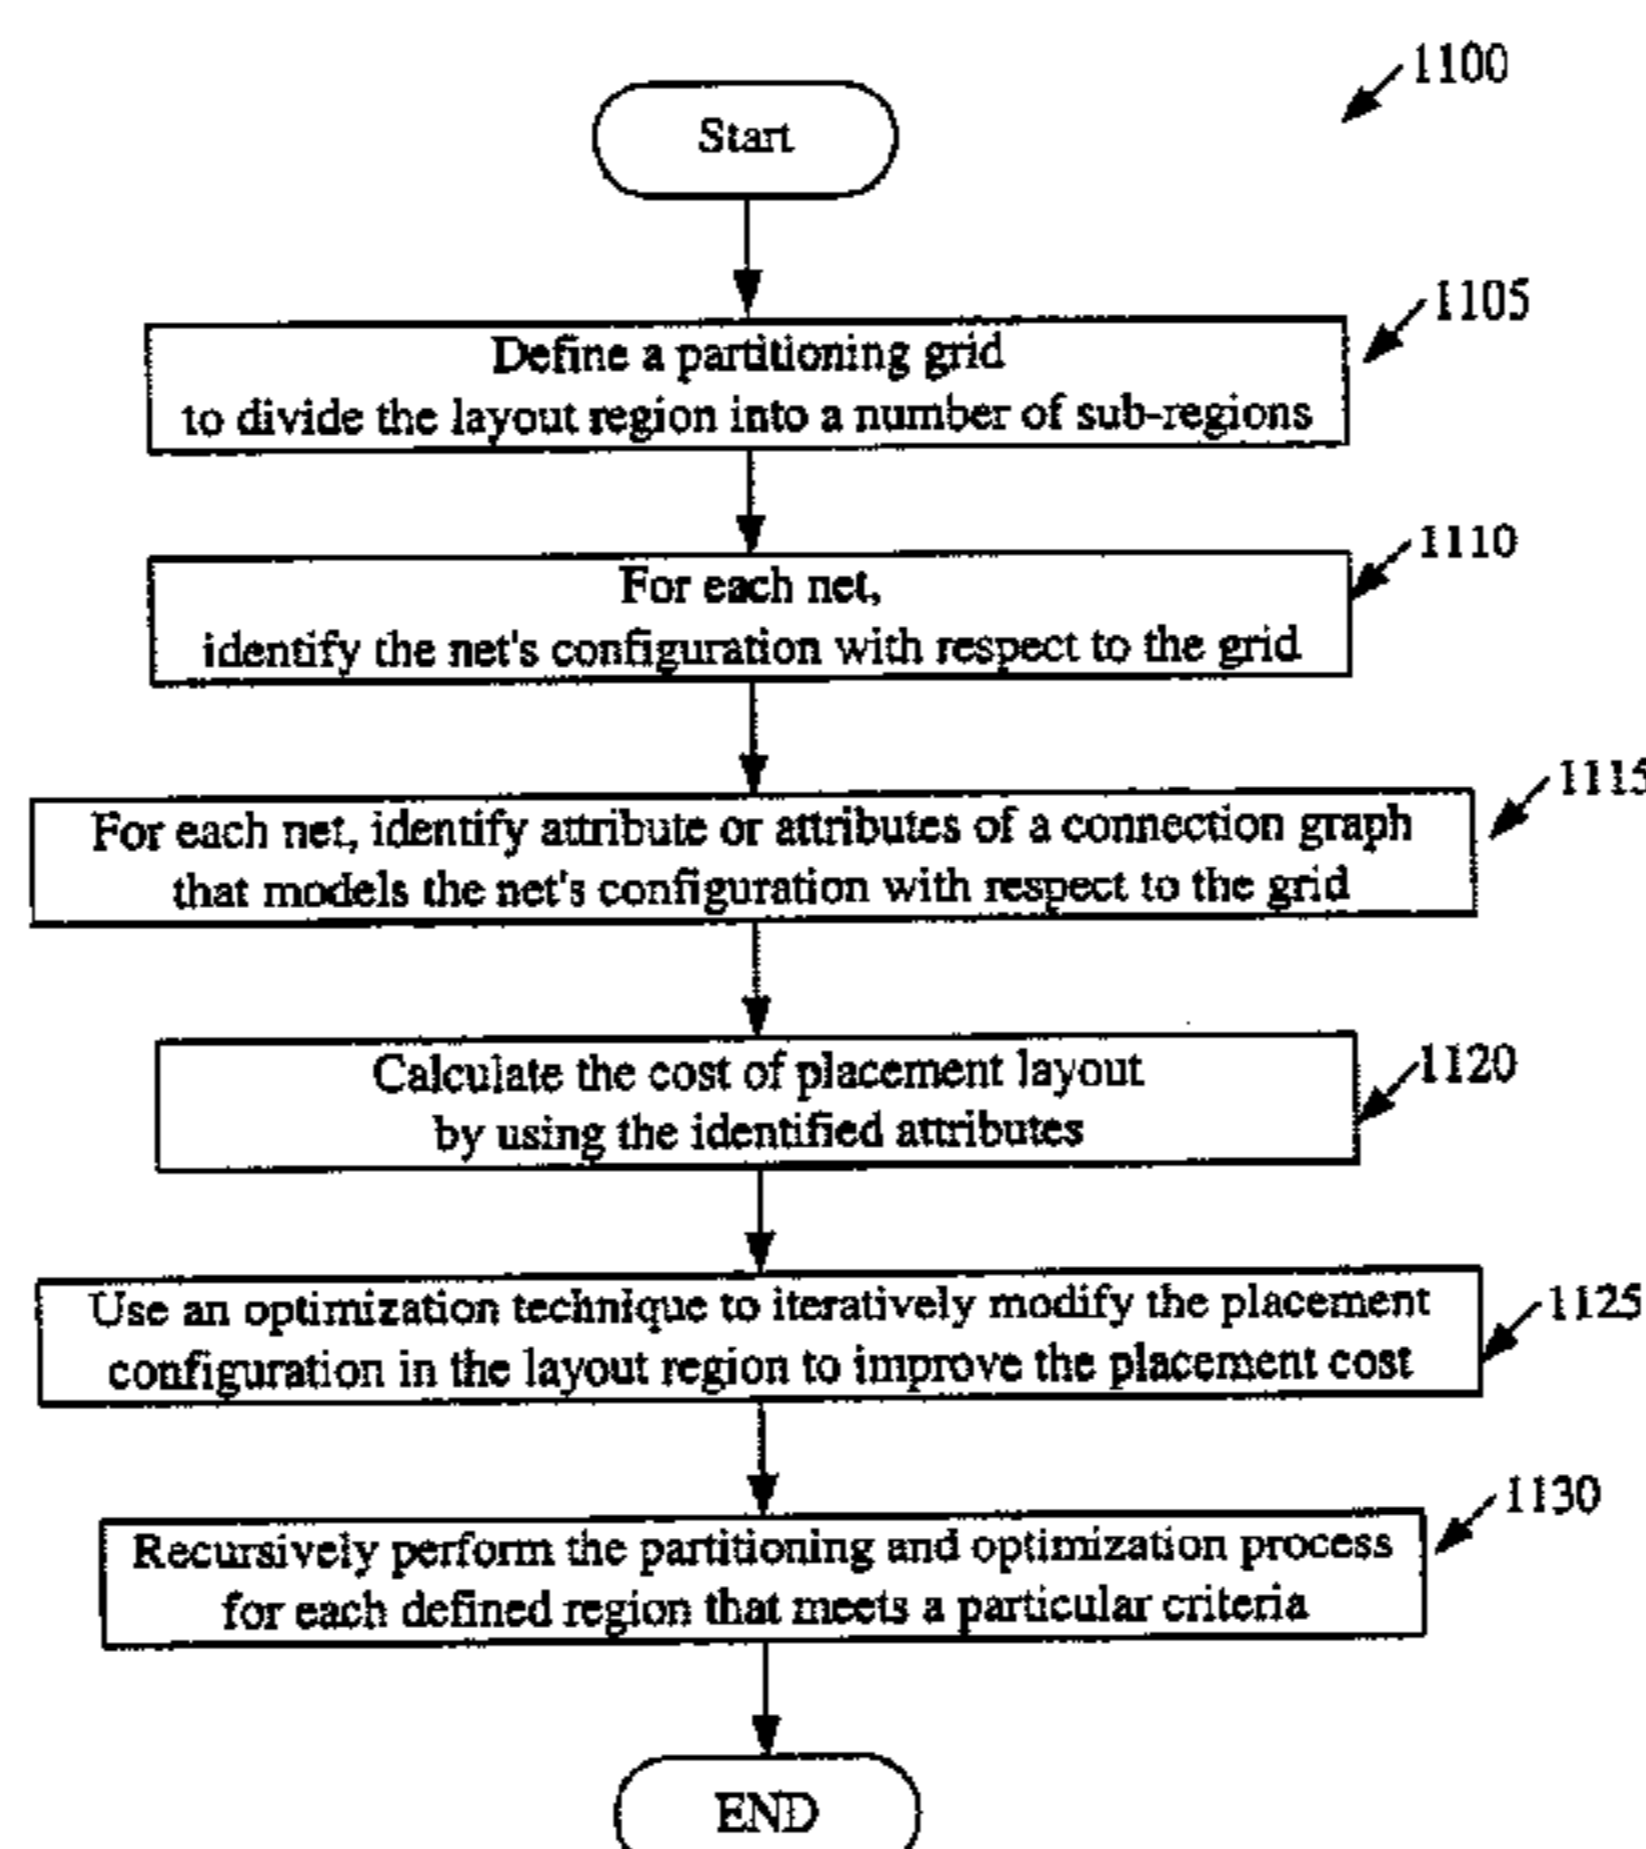 1100
Start
1105
Define a partitioning grid
to divide the layout region into a number of sub-regions
1110
For each net,
identify the net's configuration with respect to the grid
1115
For each net, identify attribute or attributes of a connection graph
that models the net's configuration with respect to the grid
1120
Calculate the cost of placement layout
by using the identified attributes
1125
Use an optimization technique to iteratively modify the placement
configuration in the layout region to improve the placement cost
1130
Recursively perform the partitioning and optimization process
for each defined region that meets a particular criteria
END